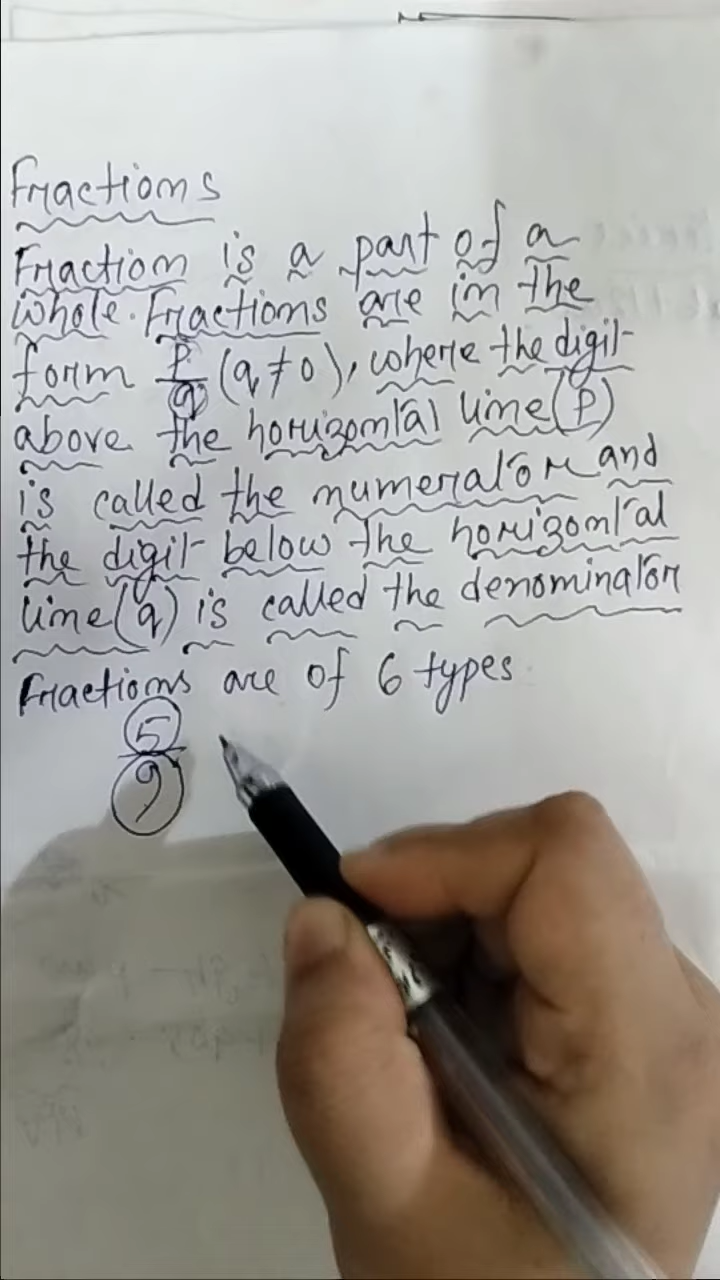 Fractions
Fraction is a part of a
whole. Fractions are in the
form p/q (q≠0), where the digit
above the horizontal line (p)
is called the numerator and
the digit below the horizontal
line (q) is called the denominator
Fractions are of 6 types.
5
9